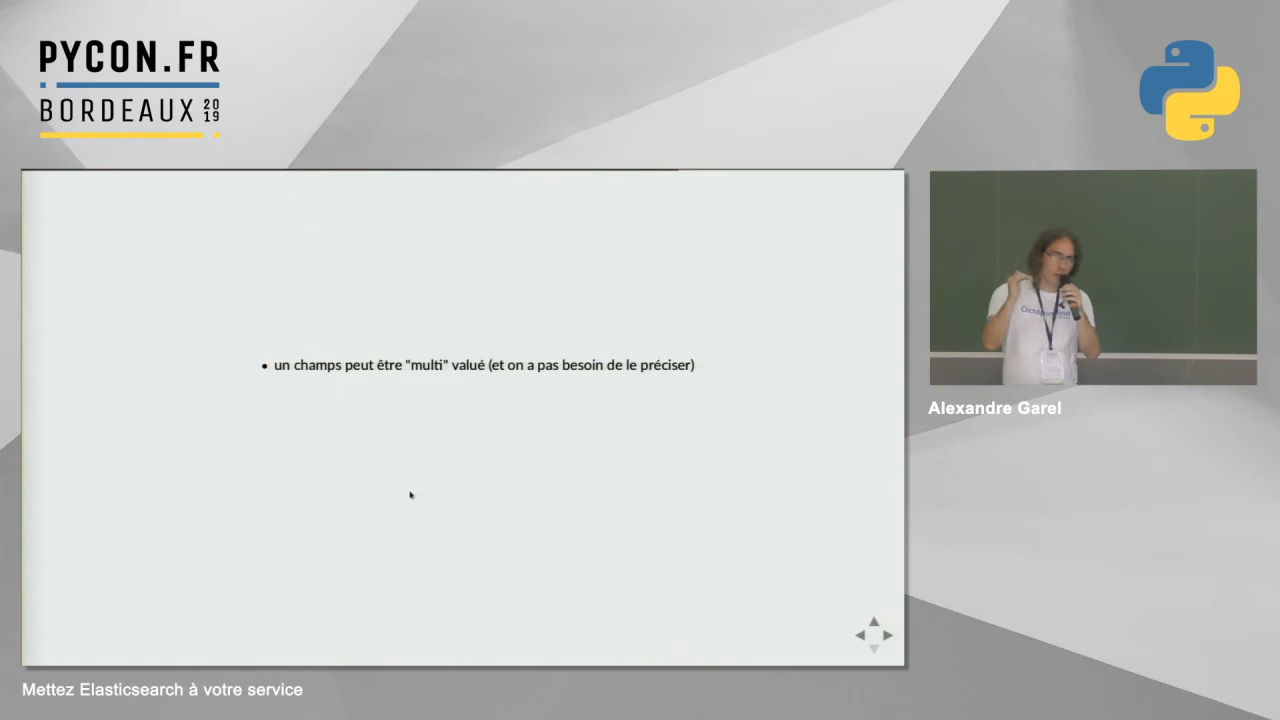 PYCON.FR
BORDEAUX 2019
• un champs peut être "multi" valué (et on a pas besoin de le préciser)
Alexandre Garel
Mettez Elasticsearch à votre service